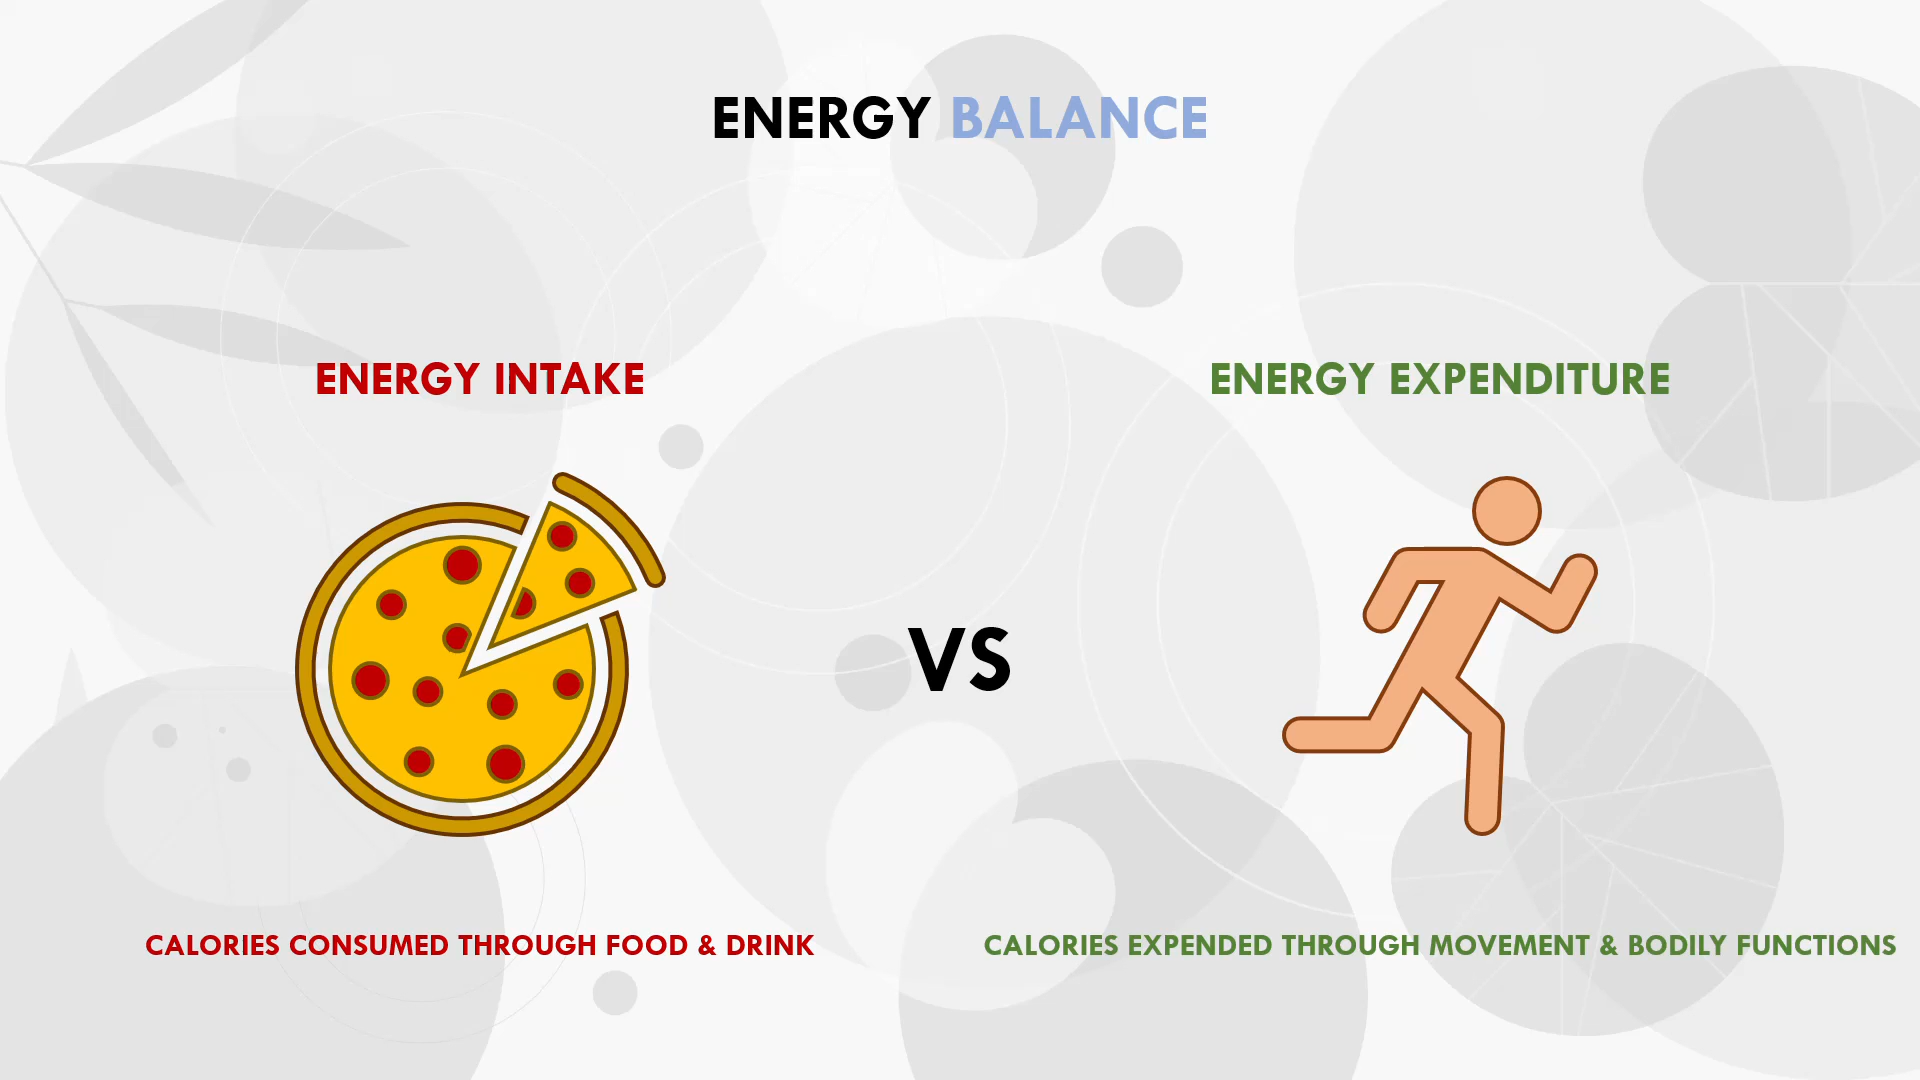 ENERGY BALANCE
ENERGY INTAKE
ENERGY EXPENDITURE
VS
CALORIES CONSUMED THROUGH FOOD & DRINK
CALORIES EXPENDED THROUGH MOVEMENT & BODILY FUNCTIONS